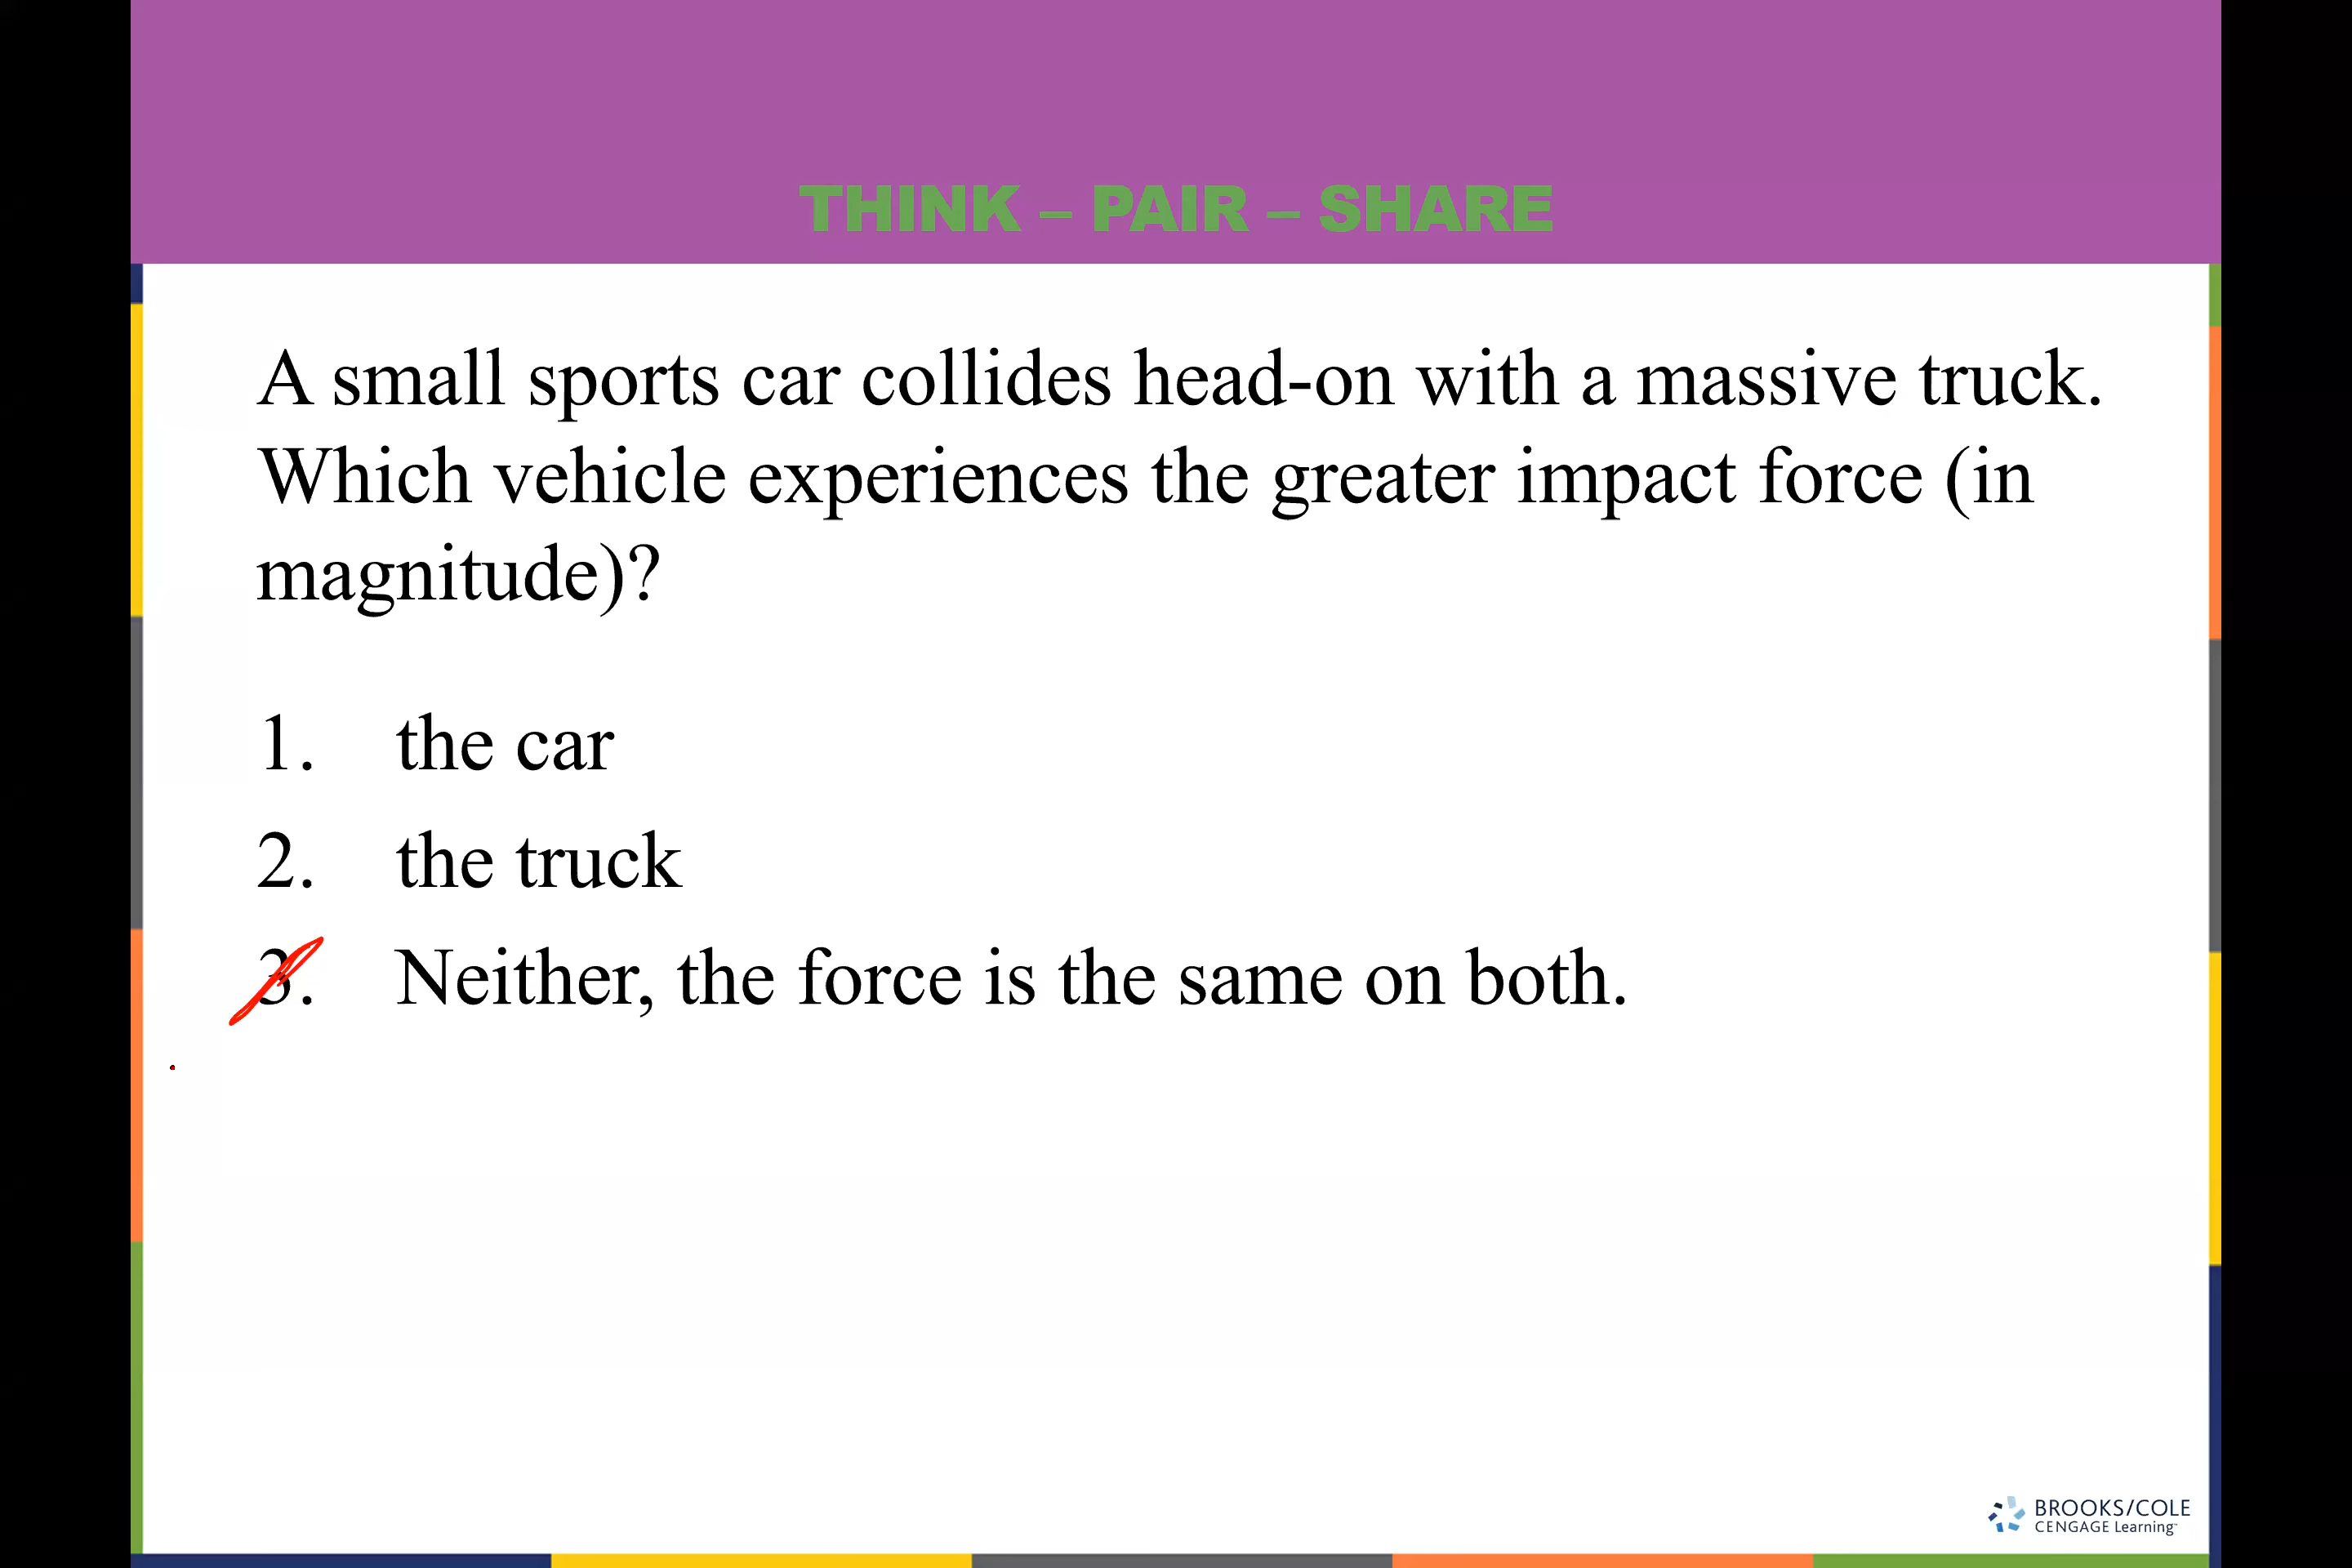 THINK – PAIR – SHARE
A small sports car collides head-on with a massive truck.
Which vehicle experiences the greater impact force (in
magnitude)?
1. the car
2. the truck
3. Neither, the force is the same on both.
BROOKS/COLE
CENGAGE Learning™